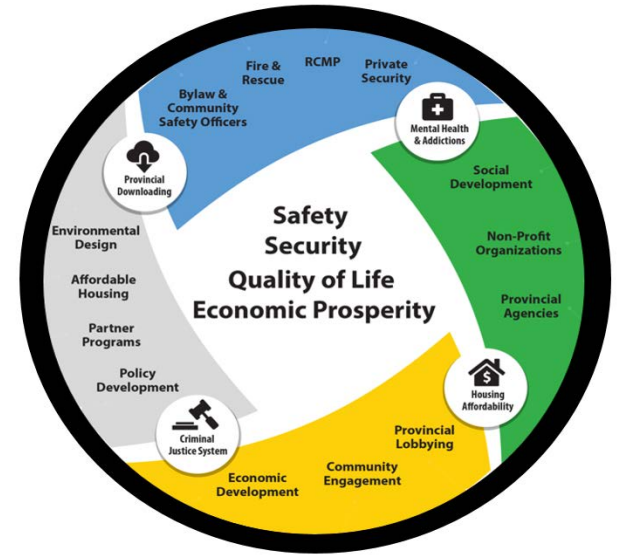 Fire &
Rescue
RCMP
Private
Security
Bylaw &
Community
Safety Officers
Mental Health
& Addictions
Provincial
Downloading
Social
Development
Safety
Security
Quality of Life
Economic Prosperity
Environmental
Design
Non-Profit
Organizations
Affordable
Housing
Provincial
Agencies
Partner
Programs
Policy
Development
$
Housing
Affordability
Criminal
Justice System
Provincial
Lobbying
Community
Engagement
Economic
Development